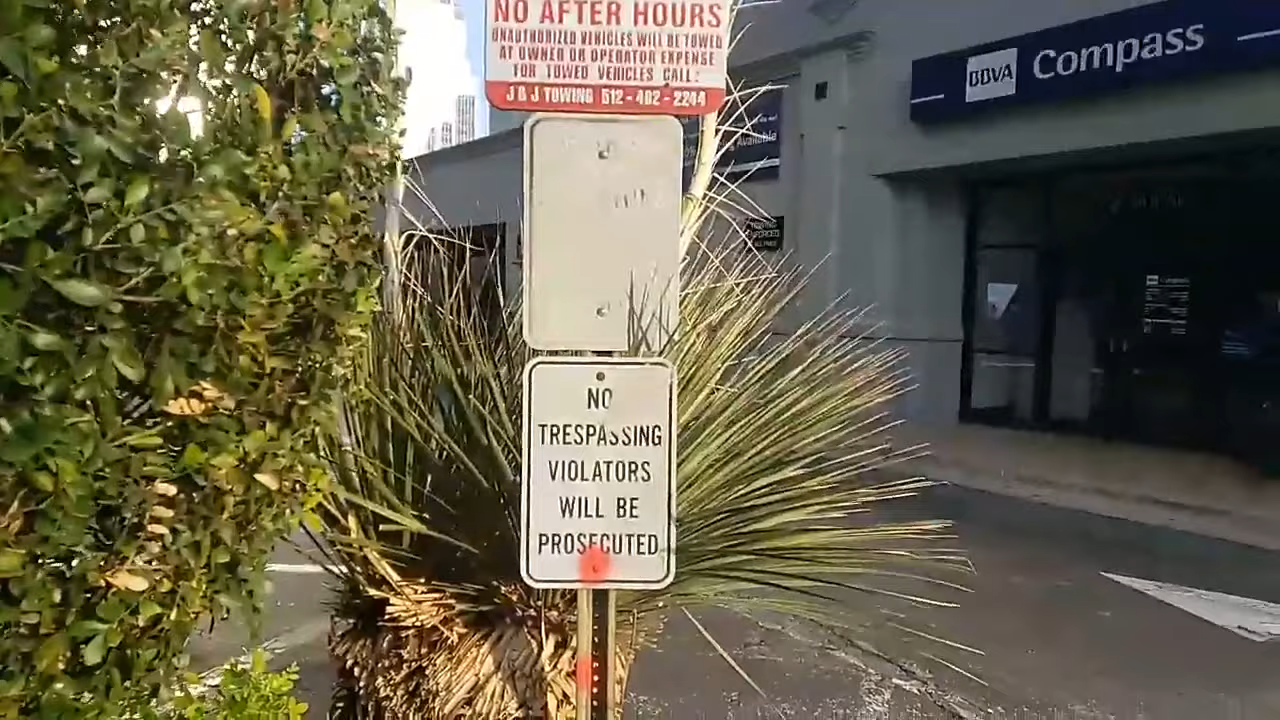 NO AFTER HOURS
UNAUTHORIZED VEHICLES WILL BE TOWED
AT OWNER OR OPERATOR EXPENSE
FOR TOWED VEHICLES CALL:
J & J TOWING 512-402-2244
BBVA Compass
Available
NO
TRESPASSING
VIOLATORS
WILL BE
PROSECUTED